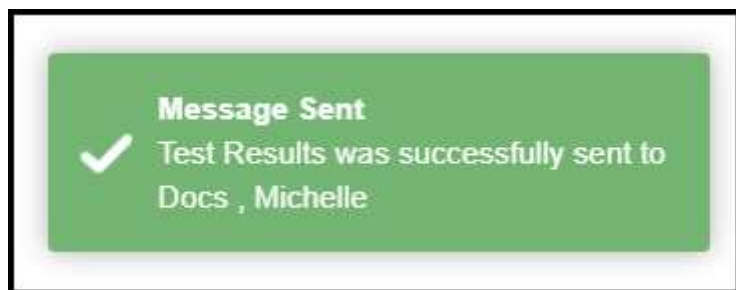 Message Sent
Test Results was successfully sent to
Docs , Michelle